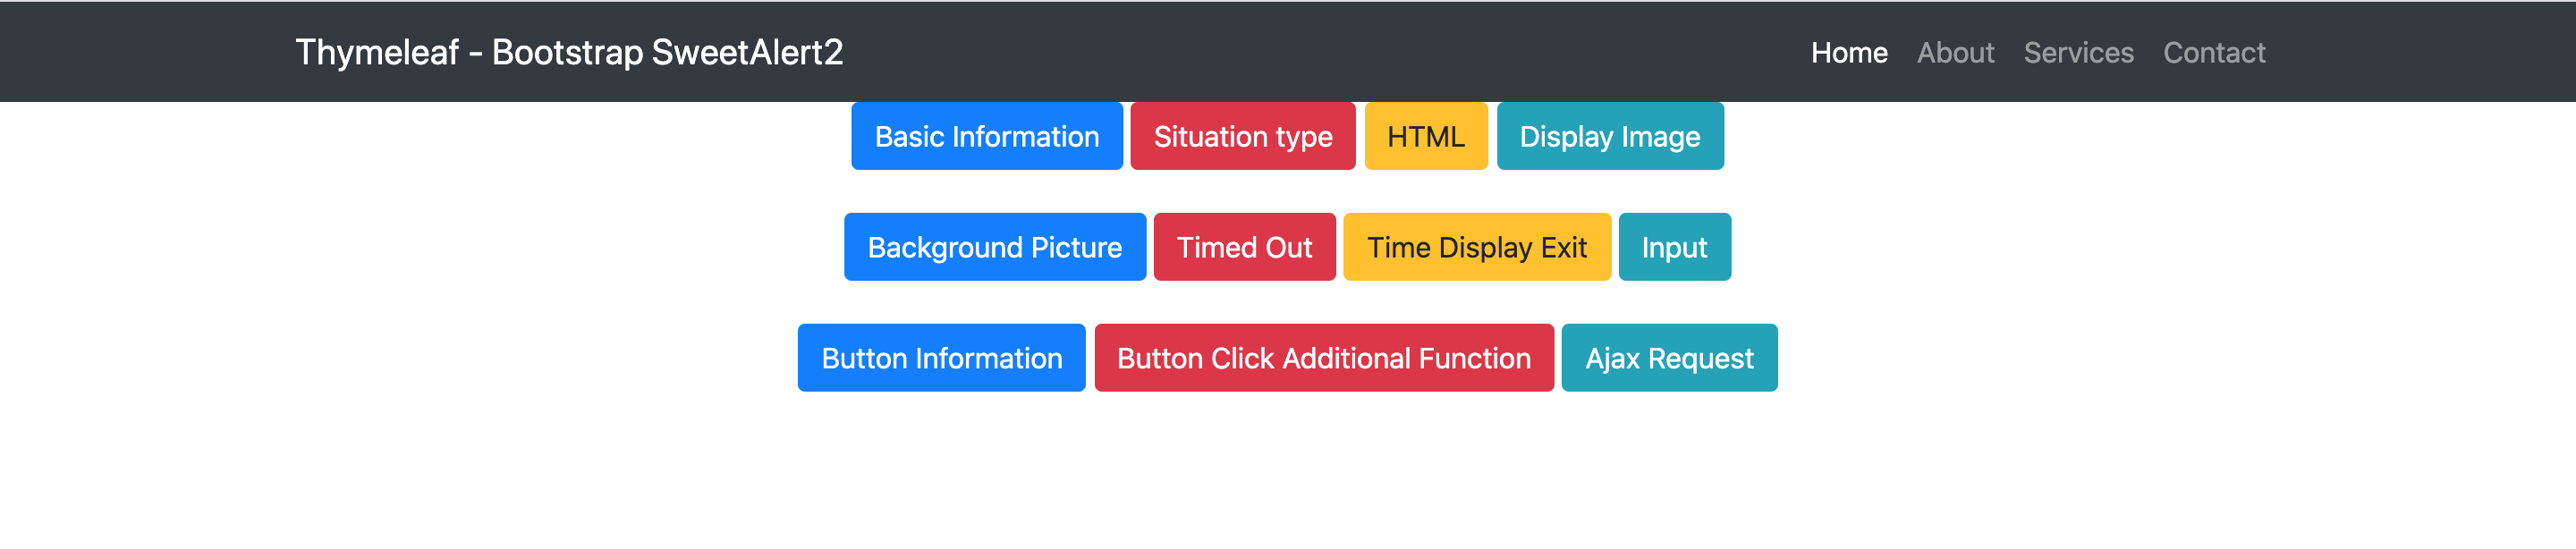 Thymeleaf - Bootstrap SweetAlert2 Home About Services Contact
Basic Information Situation type HTML Display Image
Background Picture Timed Out Time Display Exit Input
Button Information Button Click Additional Function Ajax Request